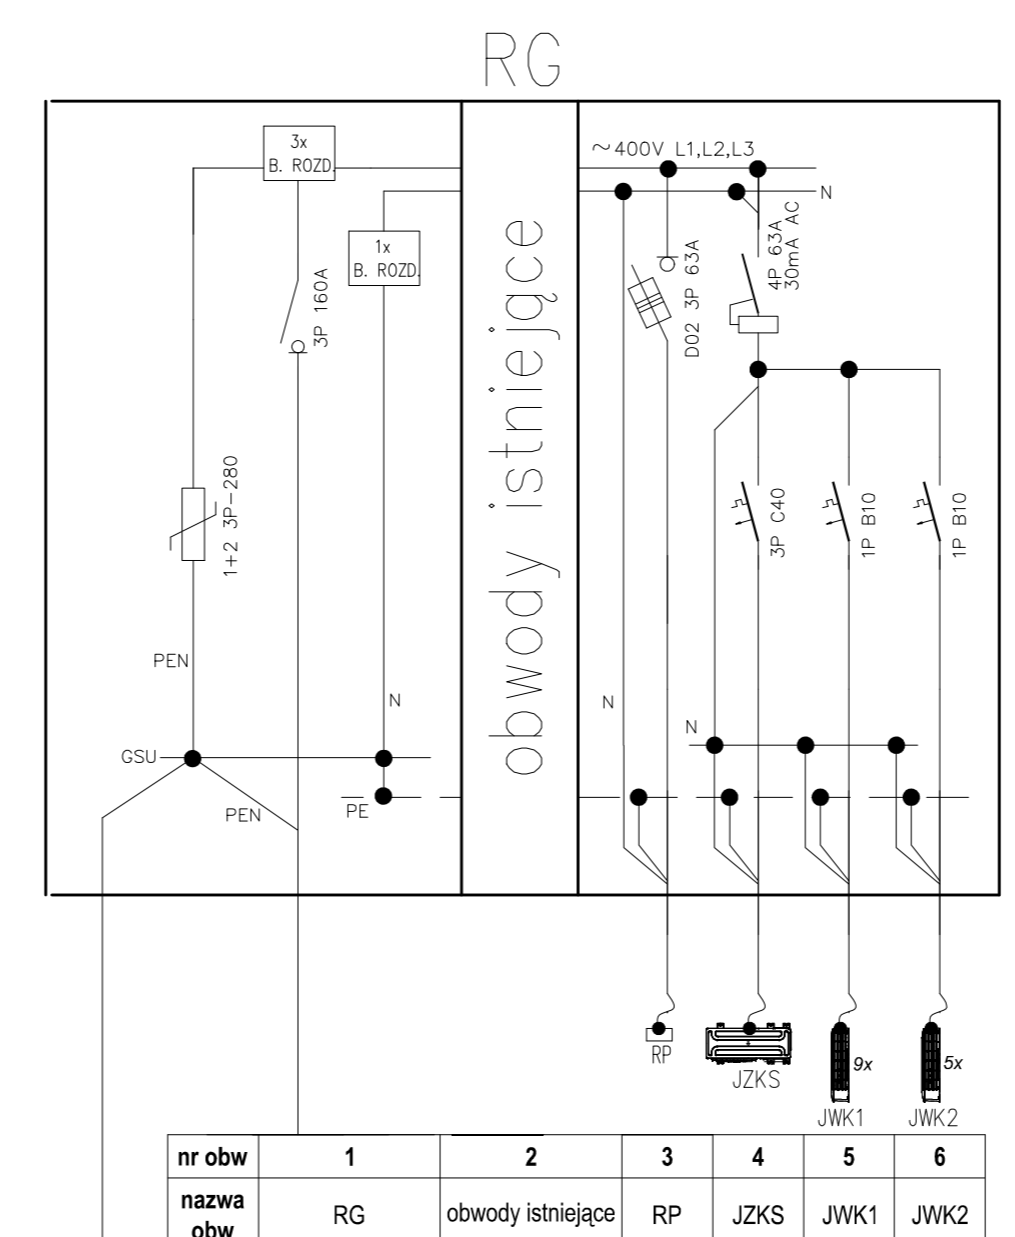 RG
3x
B. ROZD.
~400V L1,L2,L3
N
1x
B. ROZD.
3P 160A
obwody istniejące
D02 3P 63A
4P 63A
30mA AC
1+2 3P-280
3P C40
1P B10
1P B10
PEN
N
N
N
GSU
PEN
PE
RP
JZKS
9x
JWK1
5x
JWK2
nr obw 1 2 3 4 5 6
nazwa
obw RG obwody istniejące RP JZKS JWK1 JWK2